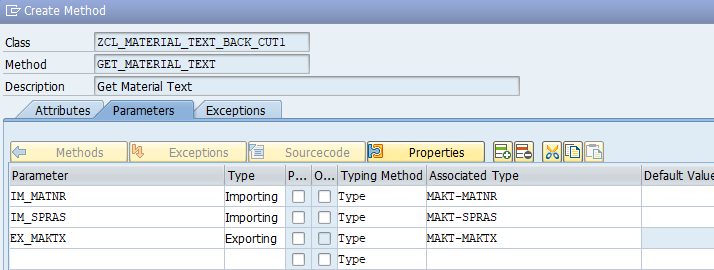 Create Method
Class ZCL_MATERIAL_TEXT_BACK_CUT1
Method GET_MATERIAL_TEXT
Description Get Material Text
Attributes Parameters Exceptions
Methods Exceptions Sourcecode Properties
Parameter Type P... O... Typing Method Associated Type Default Value
IM_MATNR Importing Type MAKT-MATNR
IM_SPRAS Importing Type MAKT-SPRAS
EX_MAKTX Exporting Type MAKT-MAKTX
Type